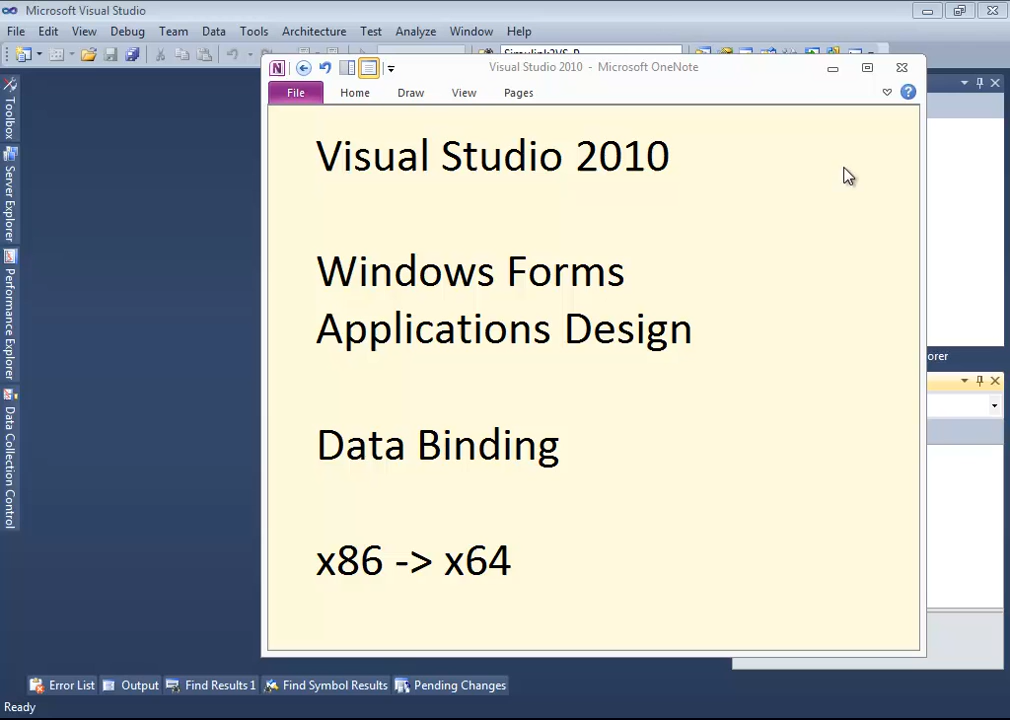 Microsoft Visual Studio
File Edit View Debug Team Data Tools Architecture Test Analyze Window Help
Visual Studio 2010 - Microsoft OneNote
File Home Draw View Pages
Visual Studio 2010
Windows Forms
Applications Design
Data Binding
x86 -> x64
Toolbox
Server Explorer
Performance Explorer
Data Collection Control
orer
Error List Output Find Results 1 Find Symbol Results Pending Changes
Ready